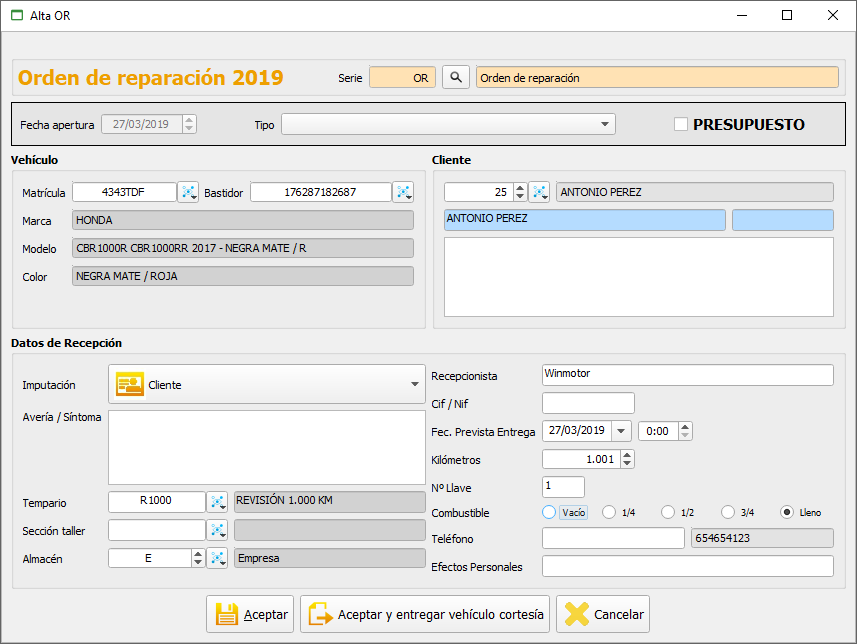 Alta OR
Orden de reparación 2019
Serie OR Orden de reparación
Fecha apertura 27/03/2019 Tipo PRESUPUESTO
Vehículo
Matrícula 4343TDF Bastidor 176287182687
Marca HONDA
Modelo CBR1000R CBR1000RR 2017 - NEGRA MATE / R
Color NEGRA MATE / ROJA
Cliente
25 ANTONIO PEREZ
ANTONIO PEREZ
Datos de Recepción
Imputación Cliente
Avería / Síntoma
Tempario R1000 REVISIÓN 1.000 KM
Sección taller
Almacén E Empresa
Recepcionista Winmotor
Cif / Nif
Fec. Prevista Entrega 27/03/2019 0:00
Kilómetros 1.001
Nº Llave 1
Combustible Vacío 1/4 1/2 3/4 Lleno
Teléfono 654654123
Efectos Personales
Aceptar Aceptar y entregar vehículo cortesía Cancelar